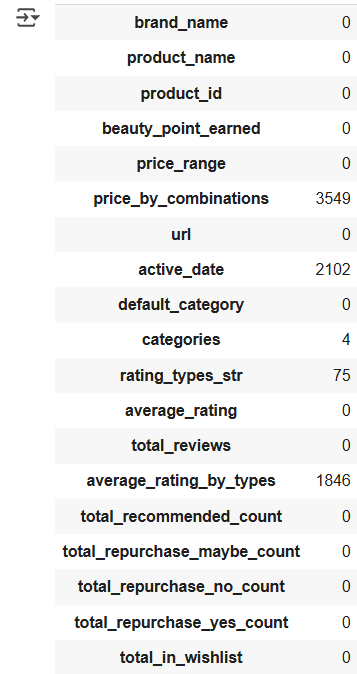 brand_name 0
product_name 0
product_id 0
beauty_point_earned 0
price_range 0
price_by_combinations 3549
url 0
active_date 2102
default_category 0
categories 4
rating_types_str 75
average_rating 0
total_reviews 0
average_rating_by_types 1846
total_recommended_count 0
total_repurchase_maybe_count 0
total_repurchase_no_count 0
total_repurchase_yes_count 0
total_in_wishlist 0